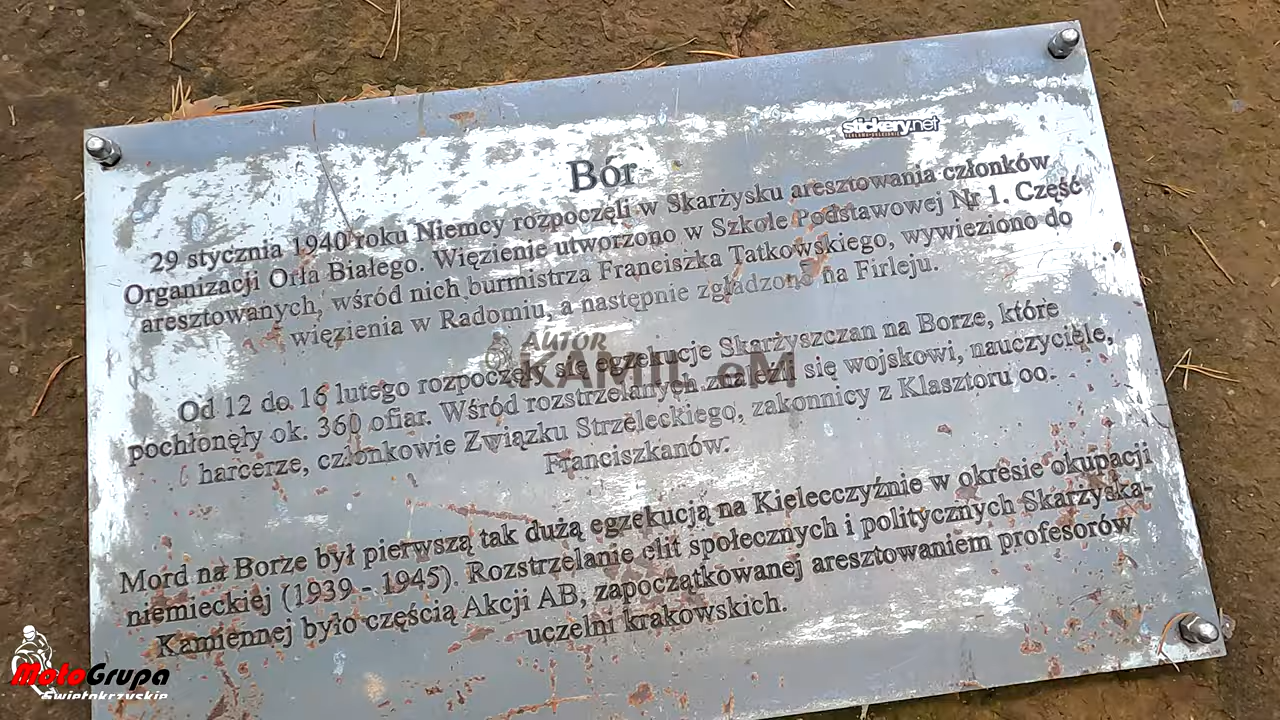 stickery.net
Bór
29 stycznia 1940 roku Niemcy rozpoczęli w Skarżysku aresztowania członków
Organizacji Orła Białego. Więzienie utworzono w Szkole Podstawowej Nr 1. Część
aresztowanych, wśród nich burmistrza Franciszka Tatkowskiego, wywieziono do
więzienia w Radomiu, a następnie zgładzono na Firleju.
AUTOR
KAMIL eM
Od 12 do 16 lutego rozpoczęły się egzekucje Skarżyszczan na Borze, które
pochłonęły ok. 360 ofiar. Wśród rozstrzelanych znaleźli się wojskowi, nauczyciele,
harcerze, członkowie Związku Strzeleckiego, zakonnicy z Klasztoru oo.
Franciszkanów.
Mord na Borze był pierwszą tak dużą egzekucją na Kielecczyźnie w okresie okupacji
niemieckiej (1939 - 1945). Rozstrzelanie elit społecznych i politycznych Skarżyska-
Kamiennej było częścią Akcji AB, zapoczątkowanej aresztowaniem profesorów
uczelni krakowskich.
MotoGrupa
Świętokrzyskie